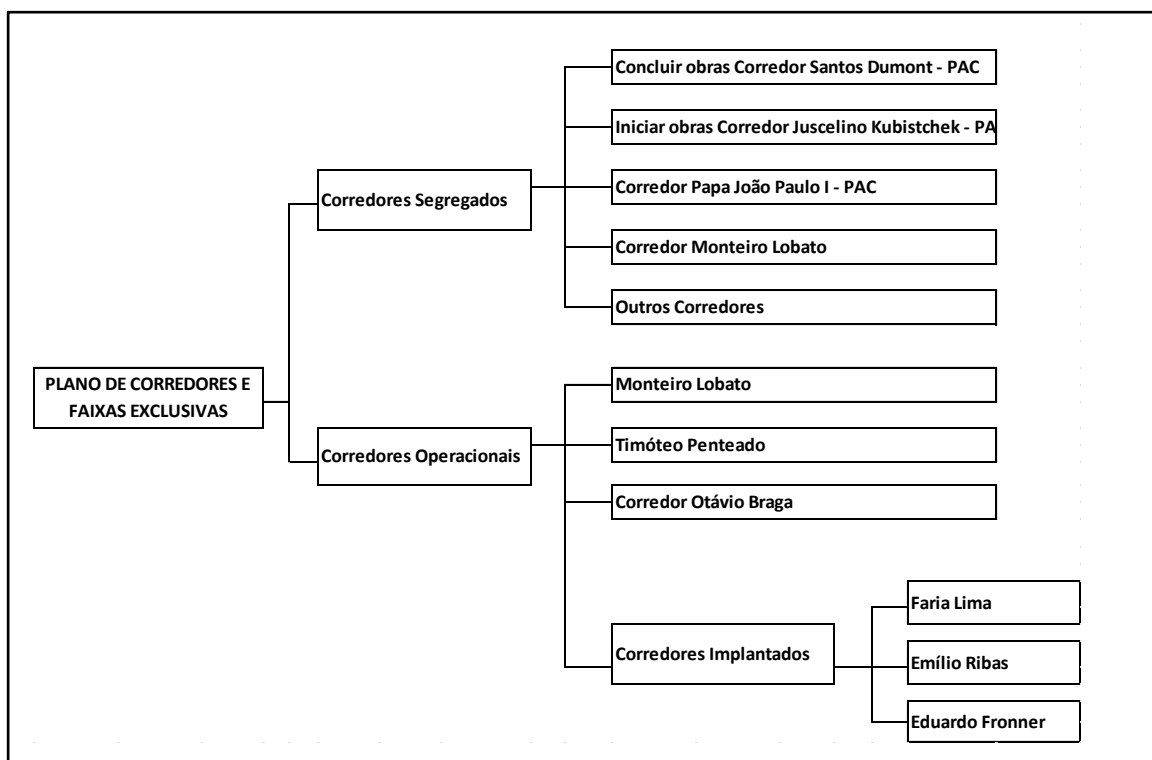 Concluir obras Corredor Santos Dumont - PAC
Iniciar obras Corredor Juscelino Kubistchek - PA
Corredores Segregados
Corredor Papa João Paulo I - PAC
Corredor Monteiro Lobato
Outros Corredores
PLANO DE CORREDORES E
FAIXAS EXCLUSIVAS
Monteiro Lobato
Corredores Operacionais
Timóteo Penteado
Corredor Otávio Braga
Corredores Implantados
Faria Lima
Emílio Ribas
Eduardo Fronner